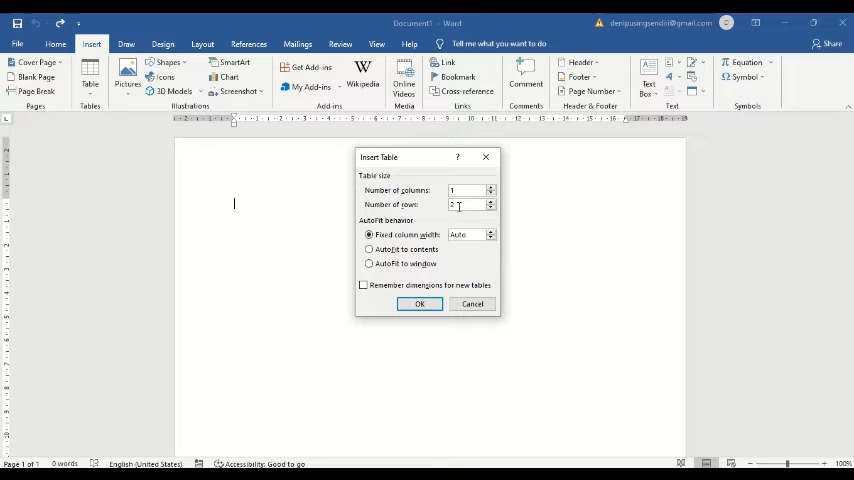 Document1 - Word
denipusingsendiri@gmail.com
File Home Insert Draw Design Layout References Mailings Review View Help Tell me what you want to do Share
Cover Page
Blank Page
Page Break
Pages
Table
Tables
Pictures
Shapes
Icons
3D Models
SmartArt
Chart
Screenshot
Illustrations
Get Add-ins
My Add-ins
W
Wikipedia
Add-ins
Online
Videos
Media
Link
Bookmark
Cross-reference
Links
Comment
Comments
Header
Footer
Page Number
Header & Footer
A
Text
Box
Text
Equation
Symbol
Symbols
Insert Table ?
Table size
Number of columns: 1
Number of rows: 2
AutoFit behavior
Fixed column width: Auto
AutoFit to contents
AutoFit to window
Remember dimensions for new tables
OK Cancel
Page 1 of 1 0 words English (United States) Accessibility: Good to go 100%